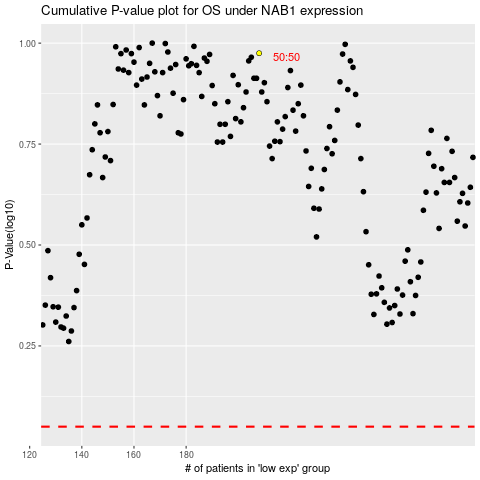 Cumulative P-value plot for OS under NAB1 expression
1.00
50:50
0.75
P-Value(log10)
0.50
0.25
120 140 160 180
# of patients in 'low exp' group